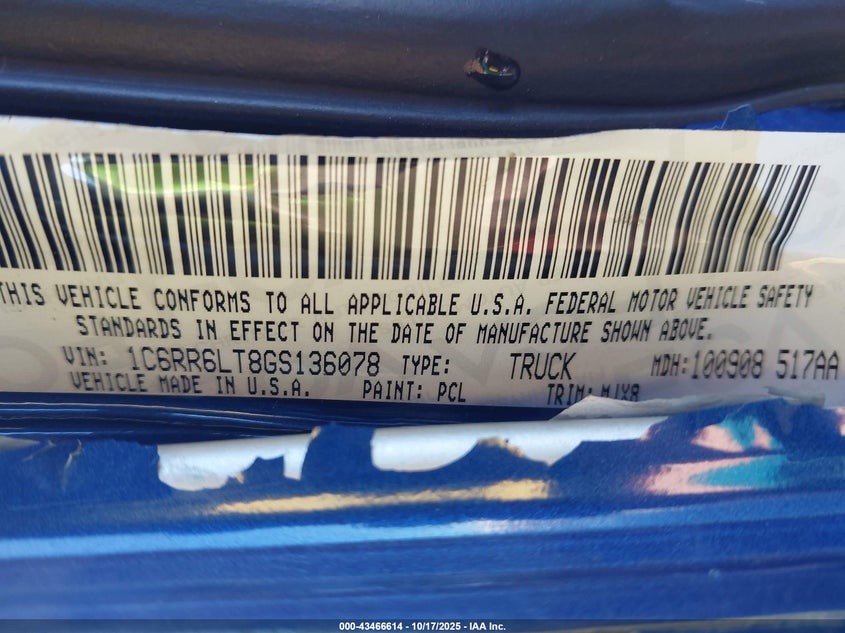 THIS VEHICLE CONFORMS TO ALL APPLICABLE U.S.A. FEDERAL MOTOR VEHICLE SAFETY
STANDARDS IN EFFECT ON THE DATE OF MANUFACTURE SHOWN ABOVE.
VIN: 1C6RR6LT8GS136078 TYPE: TRUCK MDH:100908 517AA
VEHICLE MADE IN U.S.A. PAINT: PCL TRIM: MJX8
000-43466614 - 10/17/2025 - IAA Inc.